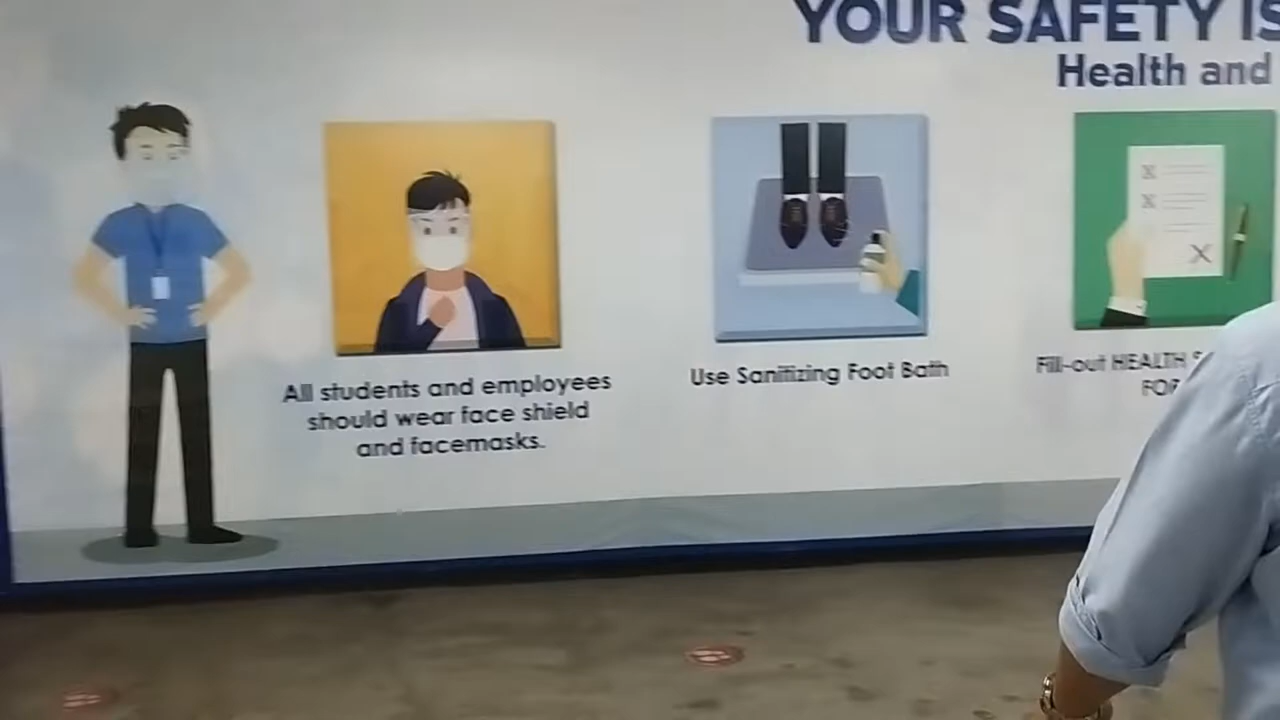 YOUR SAFETY IS
Health and
All students and employees
should wear face shield
and facemasks.
Use Sanitizing Foot Bath
Fill-out HEALTH